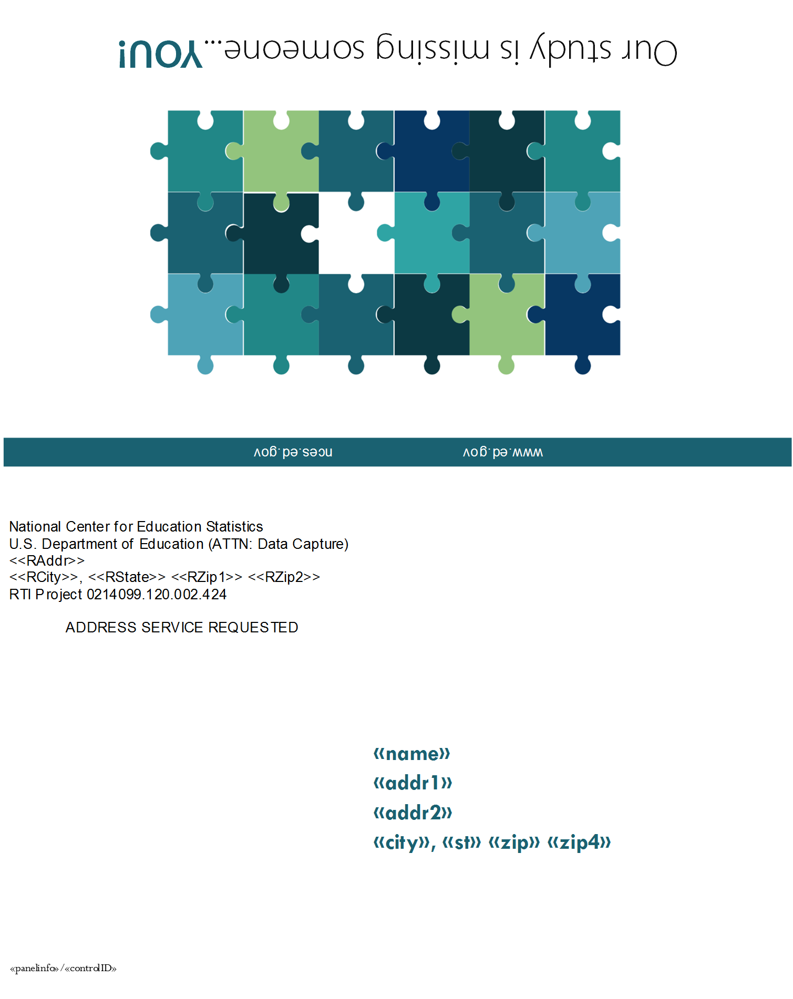 Our study is missing someone...YOU!
www.ed.gov nces.ed.gov
National Center for Education Statistics
U.S. Department of Education (ATTN: Data Capture)
<<RAddr>>
<<RCity>>, <<RState>> <<RZip1>> <<RZip2>>
RTI Project 0214099.120.002.424
ADDRESS SERVICE REQUESTED
«name»
«addr1»
«addr2»
«city», «st» «zip» «zip4»
«panelinfo» / «controlID»